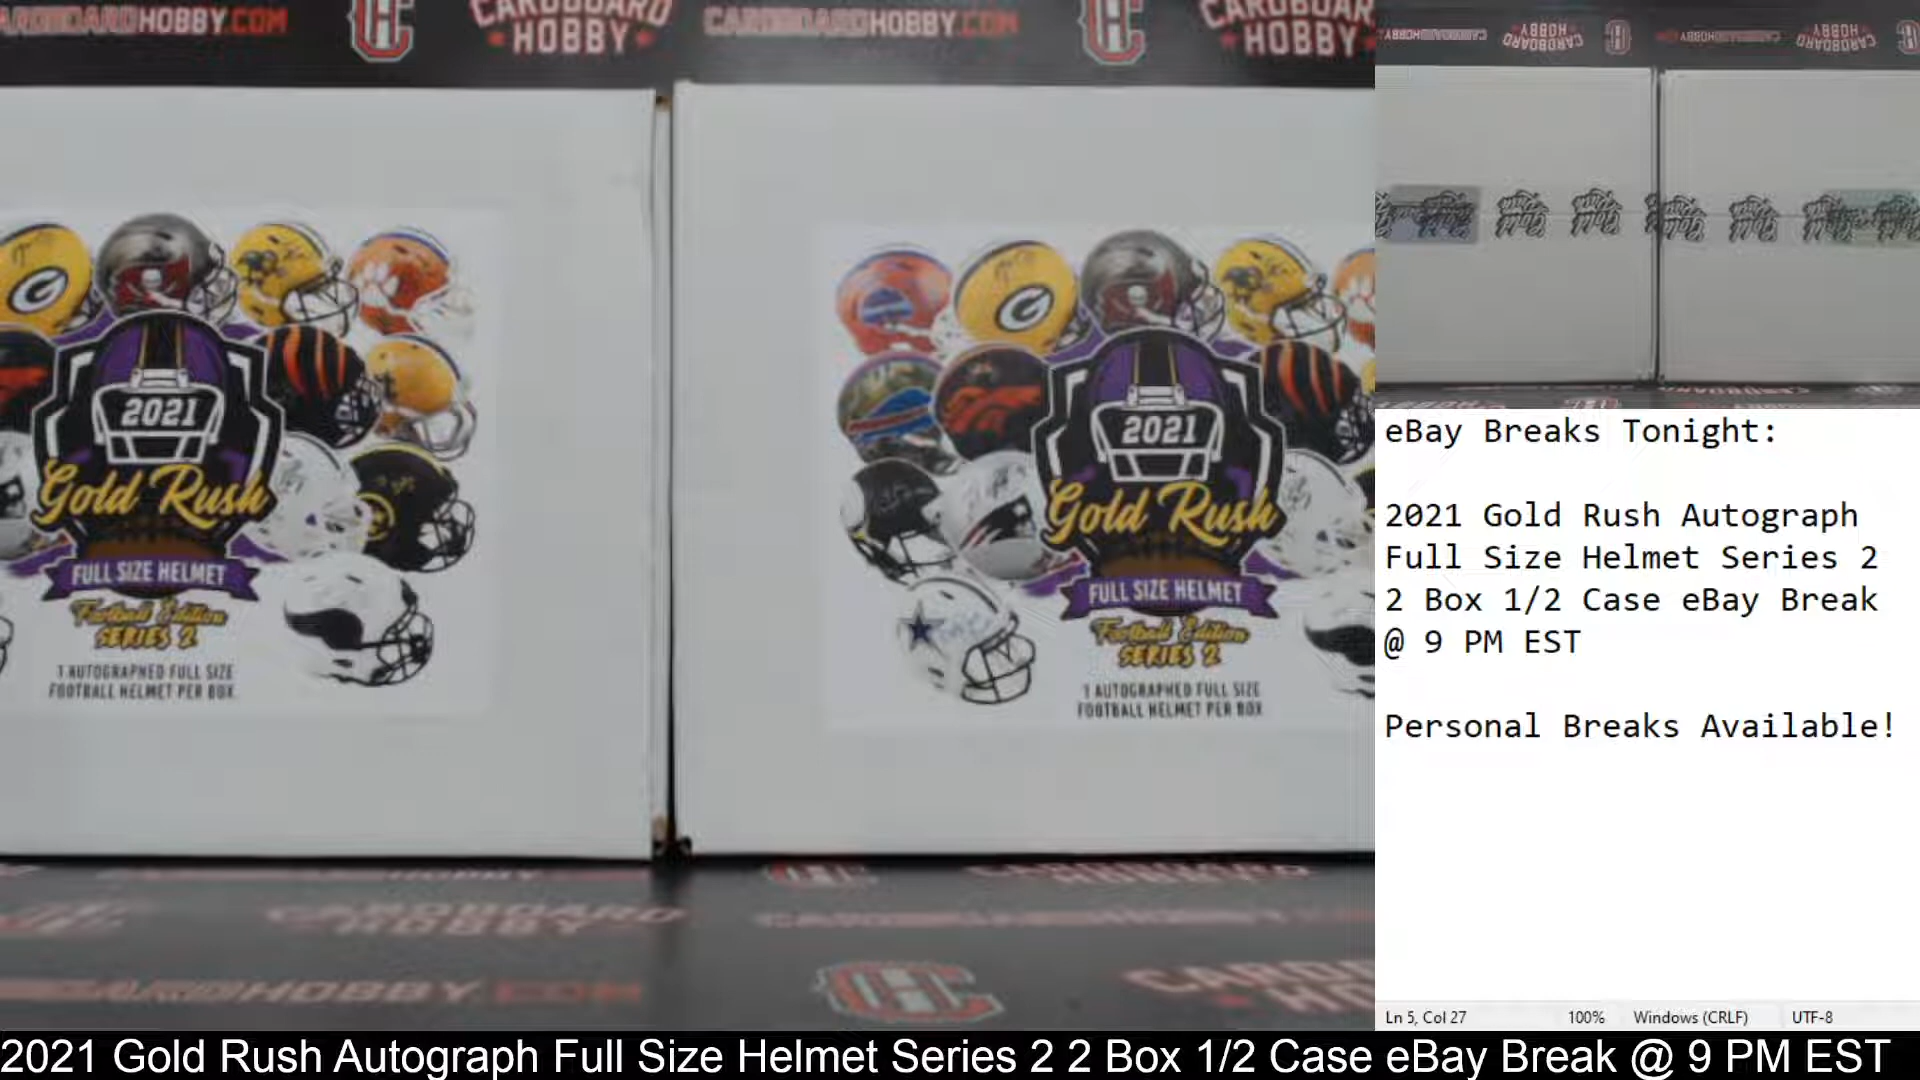 CARDBOARDHOBBY.COM
CARDBOARD
HOBBY
CARDBOARDHOBBY.COM
CARDBOAR
HOBBY
2021
Gold Rush
FULL SIZE HELMET
Football Edition
SERIES 2
1 AUTOGRAPHED FULL SIZE
FOOTBALL HELMET PER BOX
2021
Gold Rush
FULL SIZE HELMET
Football Edition
SERIES 2
1 AUTOGRAPHED FULL SIZE
FOOTBALL HELMET PER BOX
CARDBOARD
HOBBY
CARDBOARDHOBBY.COM
eBay Breaks Tonight:
2021 Gold Rush Autograph
Full Size Helmet Series 2
2 Box 1/2 Case eBay Break
@ 9 PM EST
Personal Breaks Available!
Ln 5, Col 27 100% Windows (CRLF) UTF-8
2021 Gold Rush Autograph Full Size Helmet Series 2 2 Box 1/2 Case eBay Break @ 9 PM EST